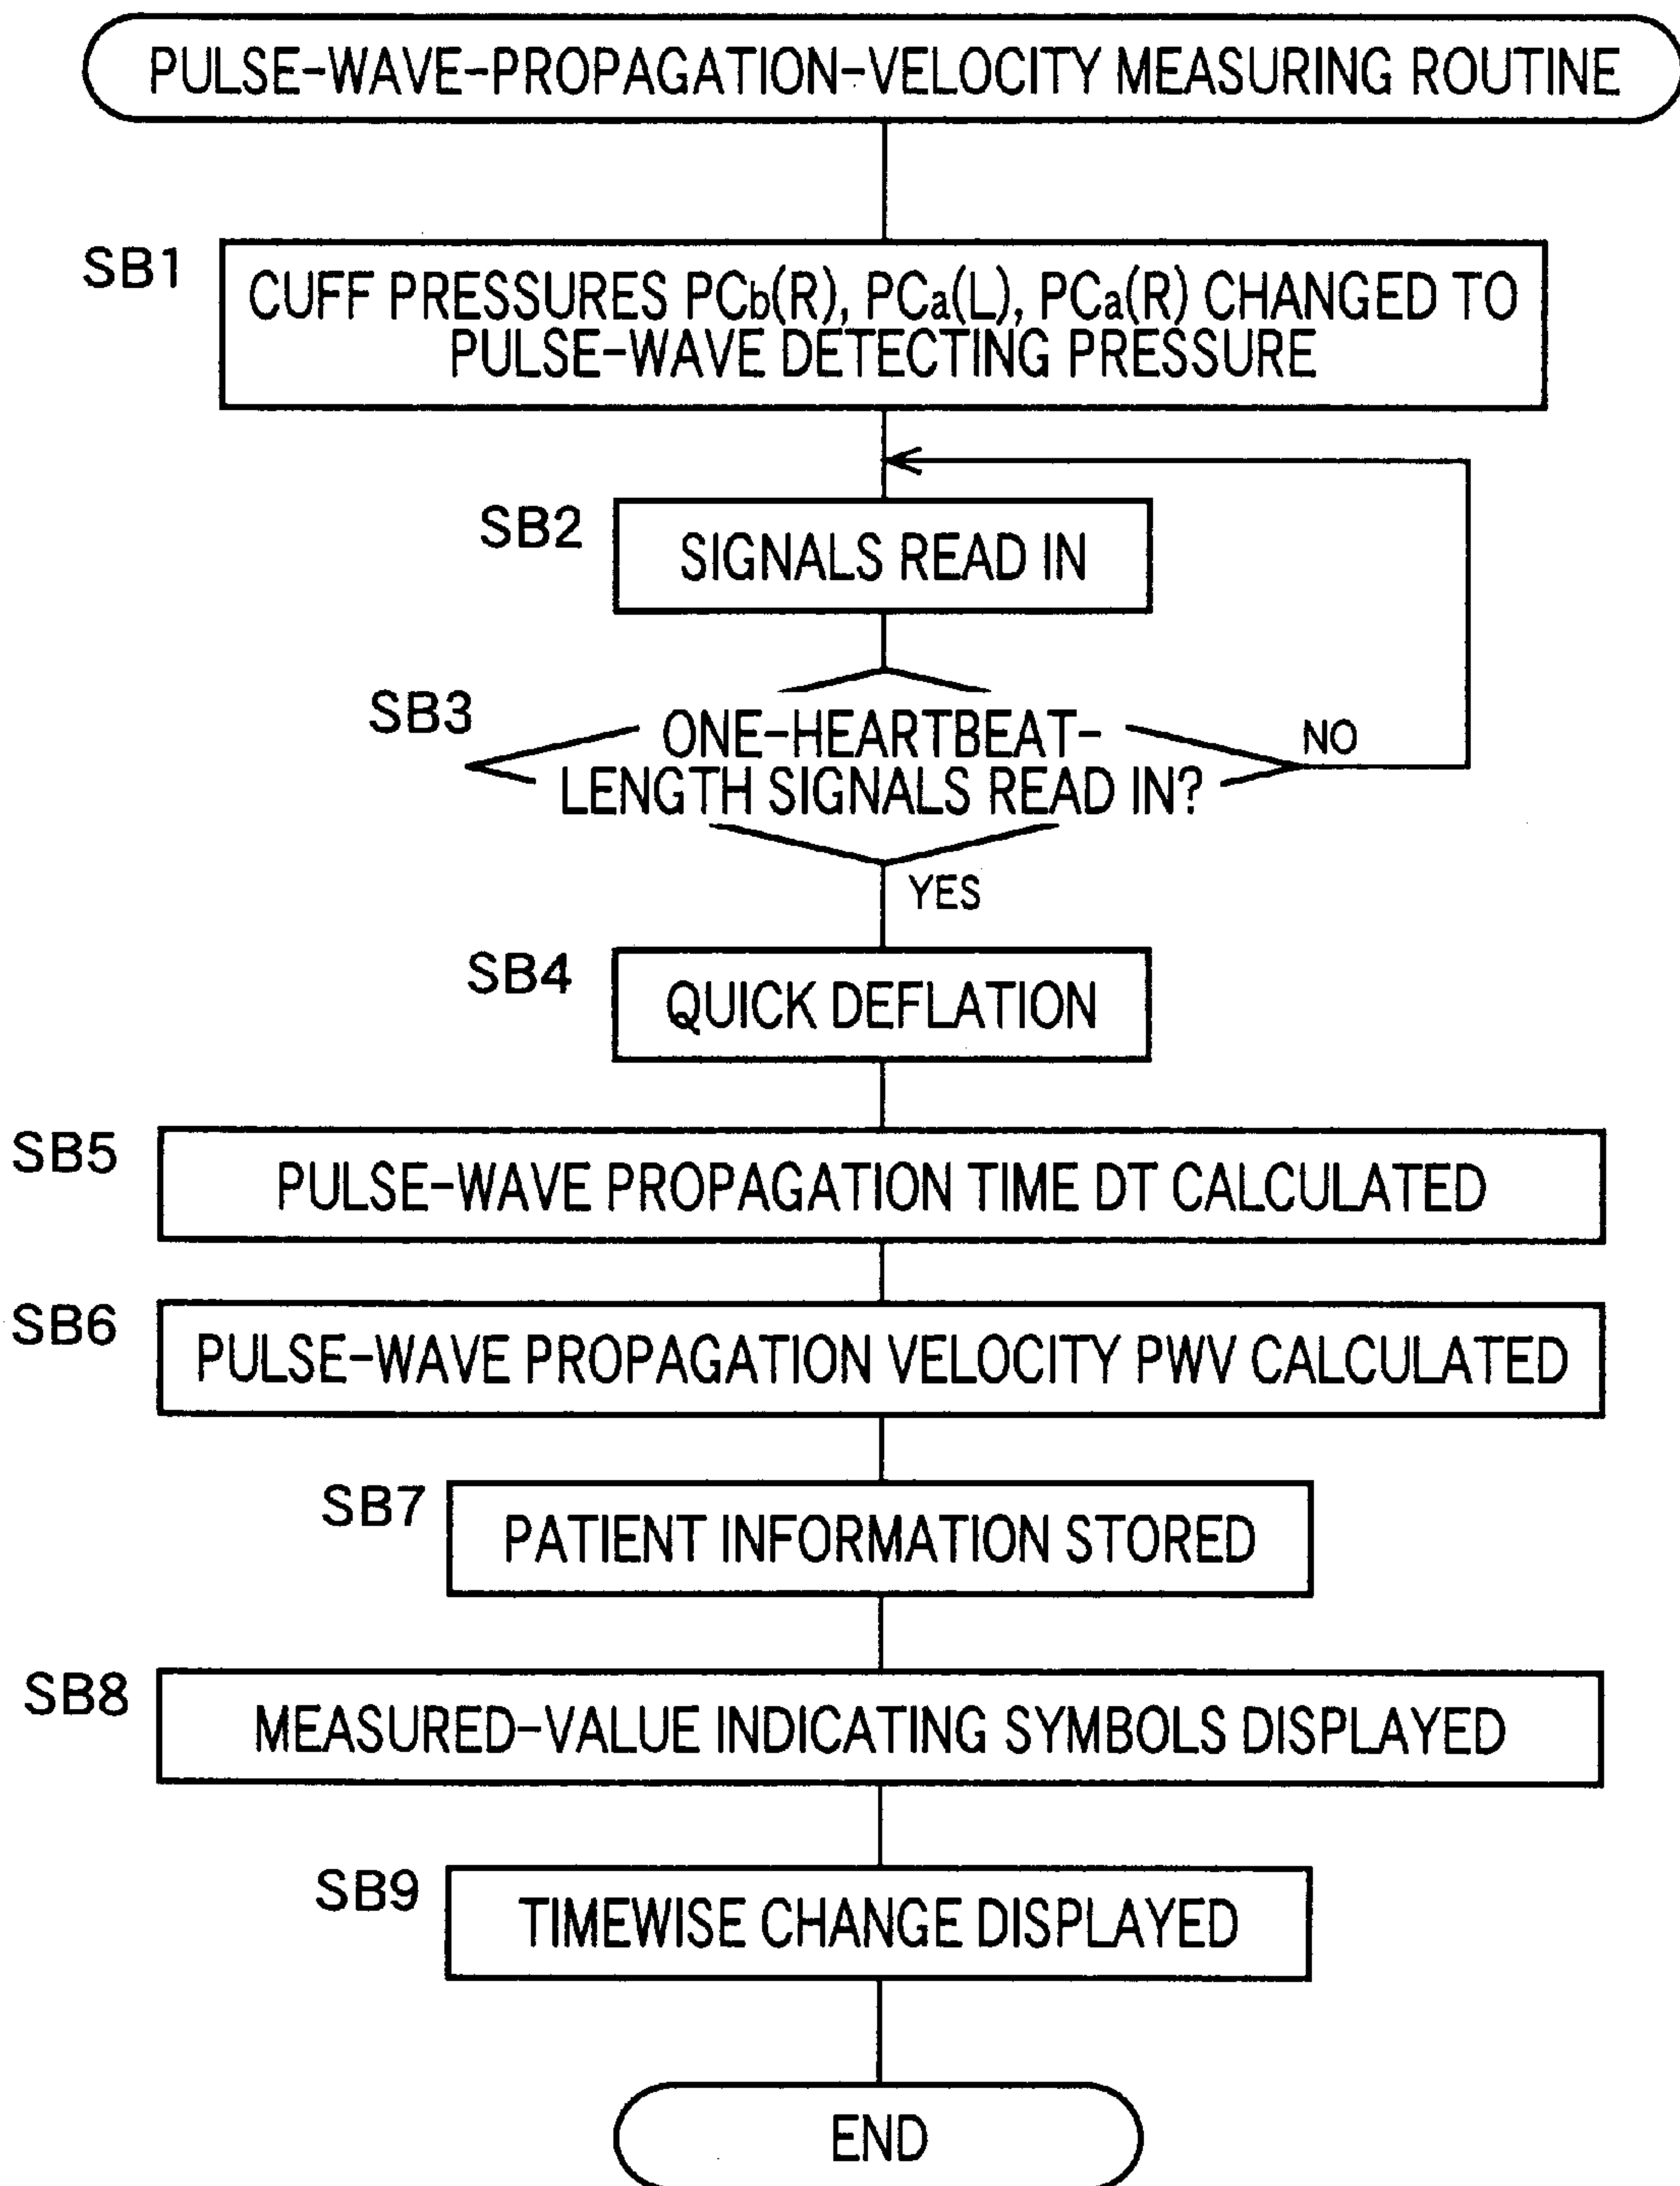 PULSE-WAVE-PROPAGATION-VELOCITY MEASURING ROUTINE
SB1
CUFF PRESSURES PCb(R), PCa(L), PCa(R) CHANGED TO
PULSE-WAVE DETECTING PRESSURE
SB2
SIGNALS READ IN
SB3
ONE-HEARTBEAT-
LENGTH SIGNALS READ IN?
NO
YES
SB4
QUICK DEFLATION
SB5
PULSE-WAVE PROPAGATION TIME DT CALCULATED
SB6
PULSE-WAVE PROPAGATION VELOCITY PWV CALCULATED
SB7
PATIENT INFORMATION STORED
SB8
MEASURED-VALUE INDICATING SYMBOLS DISPLAYED
SB9
TIMEWISE CHANGE DISPLAYED
END